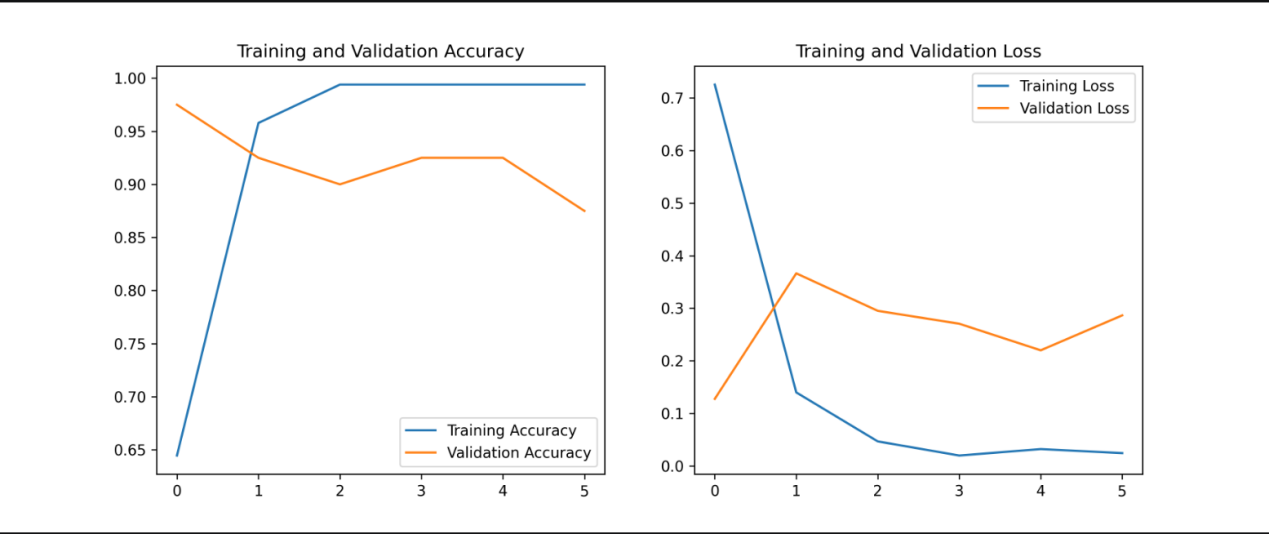 Training and Validation Accuracy
1.00
0.95
0.90
0.85
0.80
0.75
0.70
0.65
Training Accuracy
Validation Accuracy
0 1 2 3 4 5
Training and Validation Loss
0.7
0.6
0.5
0.4
0.3
0.2
0.1
0.0
Training Loss
Validation Loss
0 1 2 3 4 5